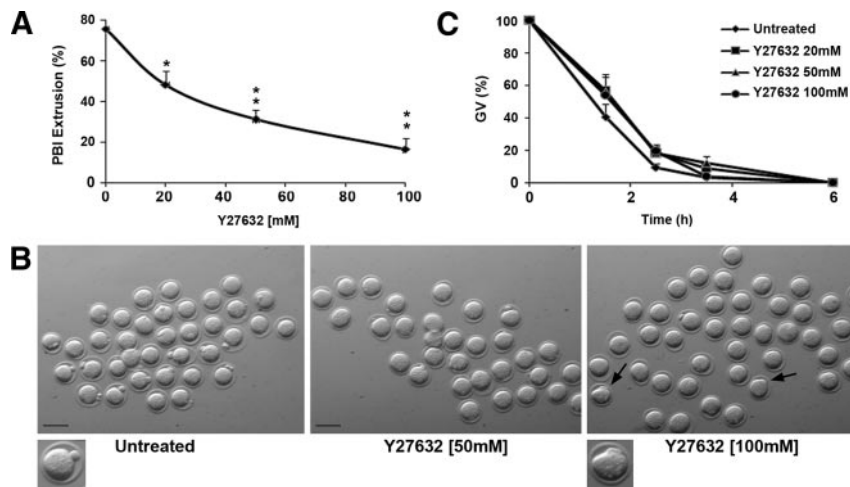 A
80
60
40
20
0
PBI Extrusion (%)
*
*
*
*
*
0 20 40 60 80 100
Y27632 [mM]
C
100
80
60
40
20
0
GV (%)
0 2 4 6
Time (h)
Untreated
Y27632 20mM
Y27632 50mM
Y27632 100mM
B
Untreated
Y27632 [50mM]
Y27632 [100mM]